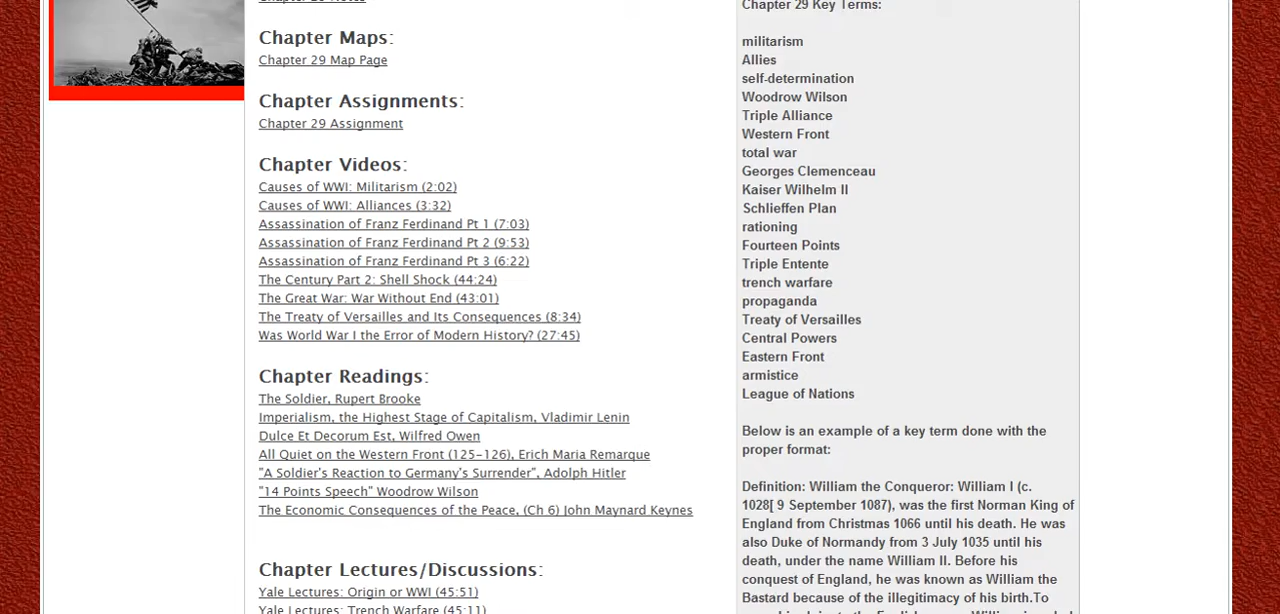 Chapter Maps:
Chapter 29 Map Page
Chapter Assignments:
Chapter 29 Assignment
Chapter Videos:
Causes of WWI: Militarism (2:02)
Causes of WWI: Alliances (3:32)
Assassination of Franz Ferdinand Pt 1 (7:03)
Assassination of Franz Ferdinand Pt 2 (9:53)
Assassination of Franz Ferdinand Pt 3 (6:22)
The Century Part 2: Shell Shock (44:24)
The Great War: War Without End (43:01)
The Treaty of Versailles and Its Consequences (8:34)
Was World War I the Error of Modern History? (27:45)
Chapter Readings:
The Soldier, Rupert Brooke
Imperialism, the Highest Stage of Capitalism, Vladimir Lenin
Dulce Et Decorum Est, Wilfred Owen
All Quiet on the Western Front (125-126), Erich Maria Remarque
"A Soldier's Reaction to Germany's Surrender", Adolph Hitler
"14 Points Speech" Woodrow Wilson
The Economic Consequences of the Peace, (Ch 6) John Maynard Keynes
Chapter Lectures/Discussions:
Yale Lectures: Origin or WWI (45:51)
Yale Lectures: Trench Warfare (45:11)
Chapter 29 Key Terms:
militarism
Allies
self-determination
Woodrow Wilson
Triple Alliance
Western Front
total war
Georges Clemenceau
Kaiser Wilhelm II
Schlieffen Plan
rationing
Fourteen Points
Triple Entente
trench warfare
propaganda
Treaty of Versailles
Central Powers
Eastern Front
armistice
League of Nations
Below is an example of a key term done with the
proper format:
Definition: William the Conqueror: William I (c.
1028[ 9 September 1087), was the first Norman King of
England from Christmas 1066 until his death. He was
also Duke of Normandy from 3 July 1035 until his
death, under the name William II. Before his
conquest of England, he was known as William the
Bastard because of the illegitimacy of his birth.To